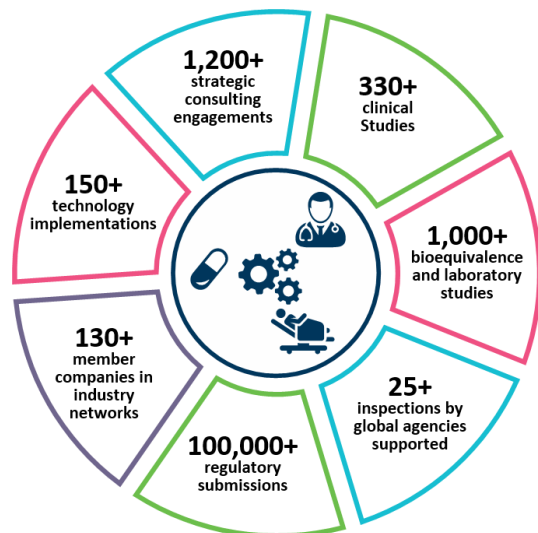 1,200+
strategic
consulting
engagements
330+
clinical
Studies
1,000+
bioequivalence
and laboratory
studies
25+
inspections by
global agencies
supported
100,000+
regulatory
submissions
130+
member
companies in
industry
networks
150+
technology
implementations